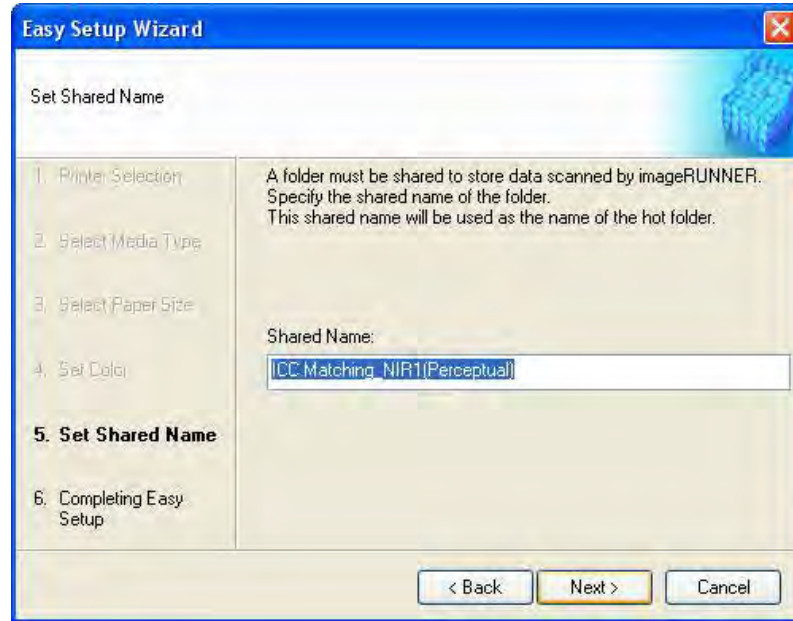 Easy Setup Wizard
Set Shared Name
1. Printer Selection
2. Select Media Type
3. Select Paper Size
4. Set Color
5. Set Shared Name
6. Completing Easy
Setup
A folder must be shared to store data scanned by imageRUNNER.
Specify the shared name of the folder.
This shared name will be used as the name of the hot folder.
Shared Name:
ICC Matching_NIR1(Perceptual)
< Back
Next >
Cancel